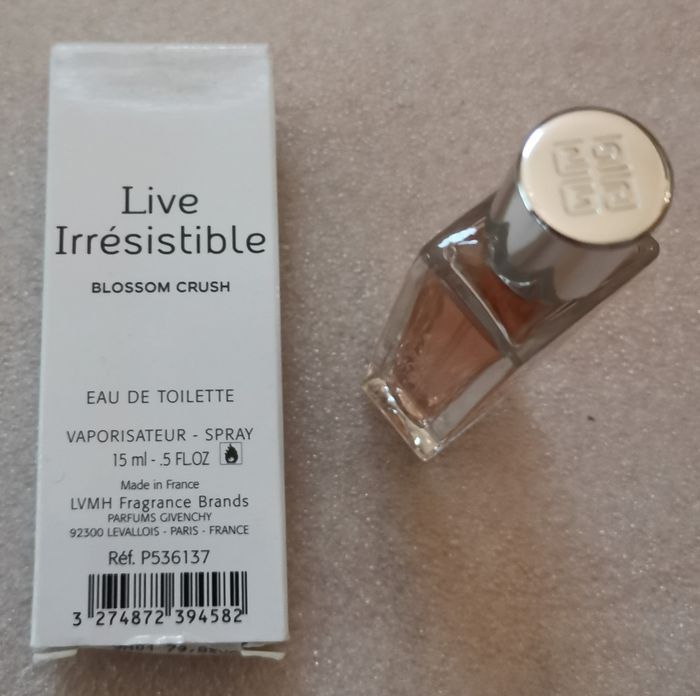 Live
Irrésistible
BLOSSOM CRUSH
EAU DE TOILETTE
VAPORISATEUR - SPRAY
15 ml - .5 FL.OZ
Made in France
LVMH Fragrance Brands
PARFUMS GIVENCHY
92300 LEVALLOIS - PARIS - FRANCE
Réf. P536137
3 274872 394582